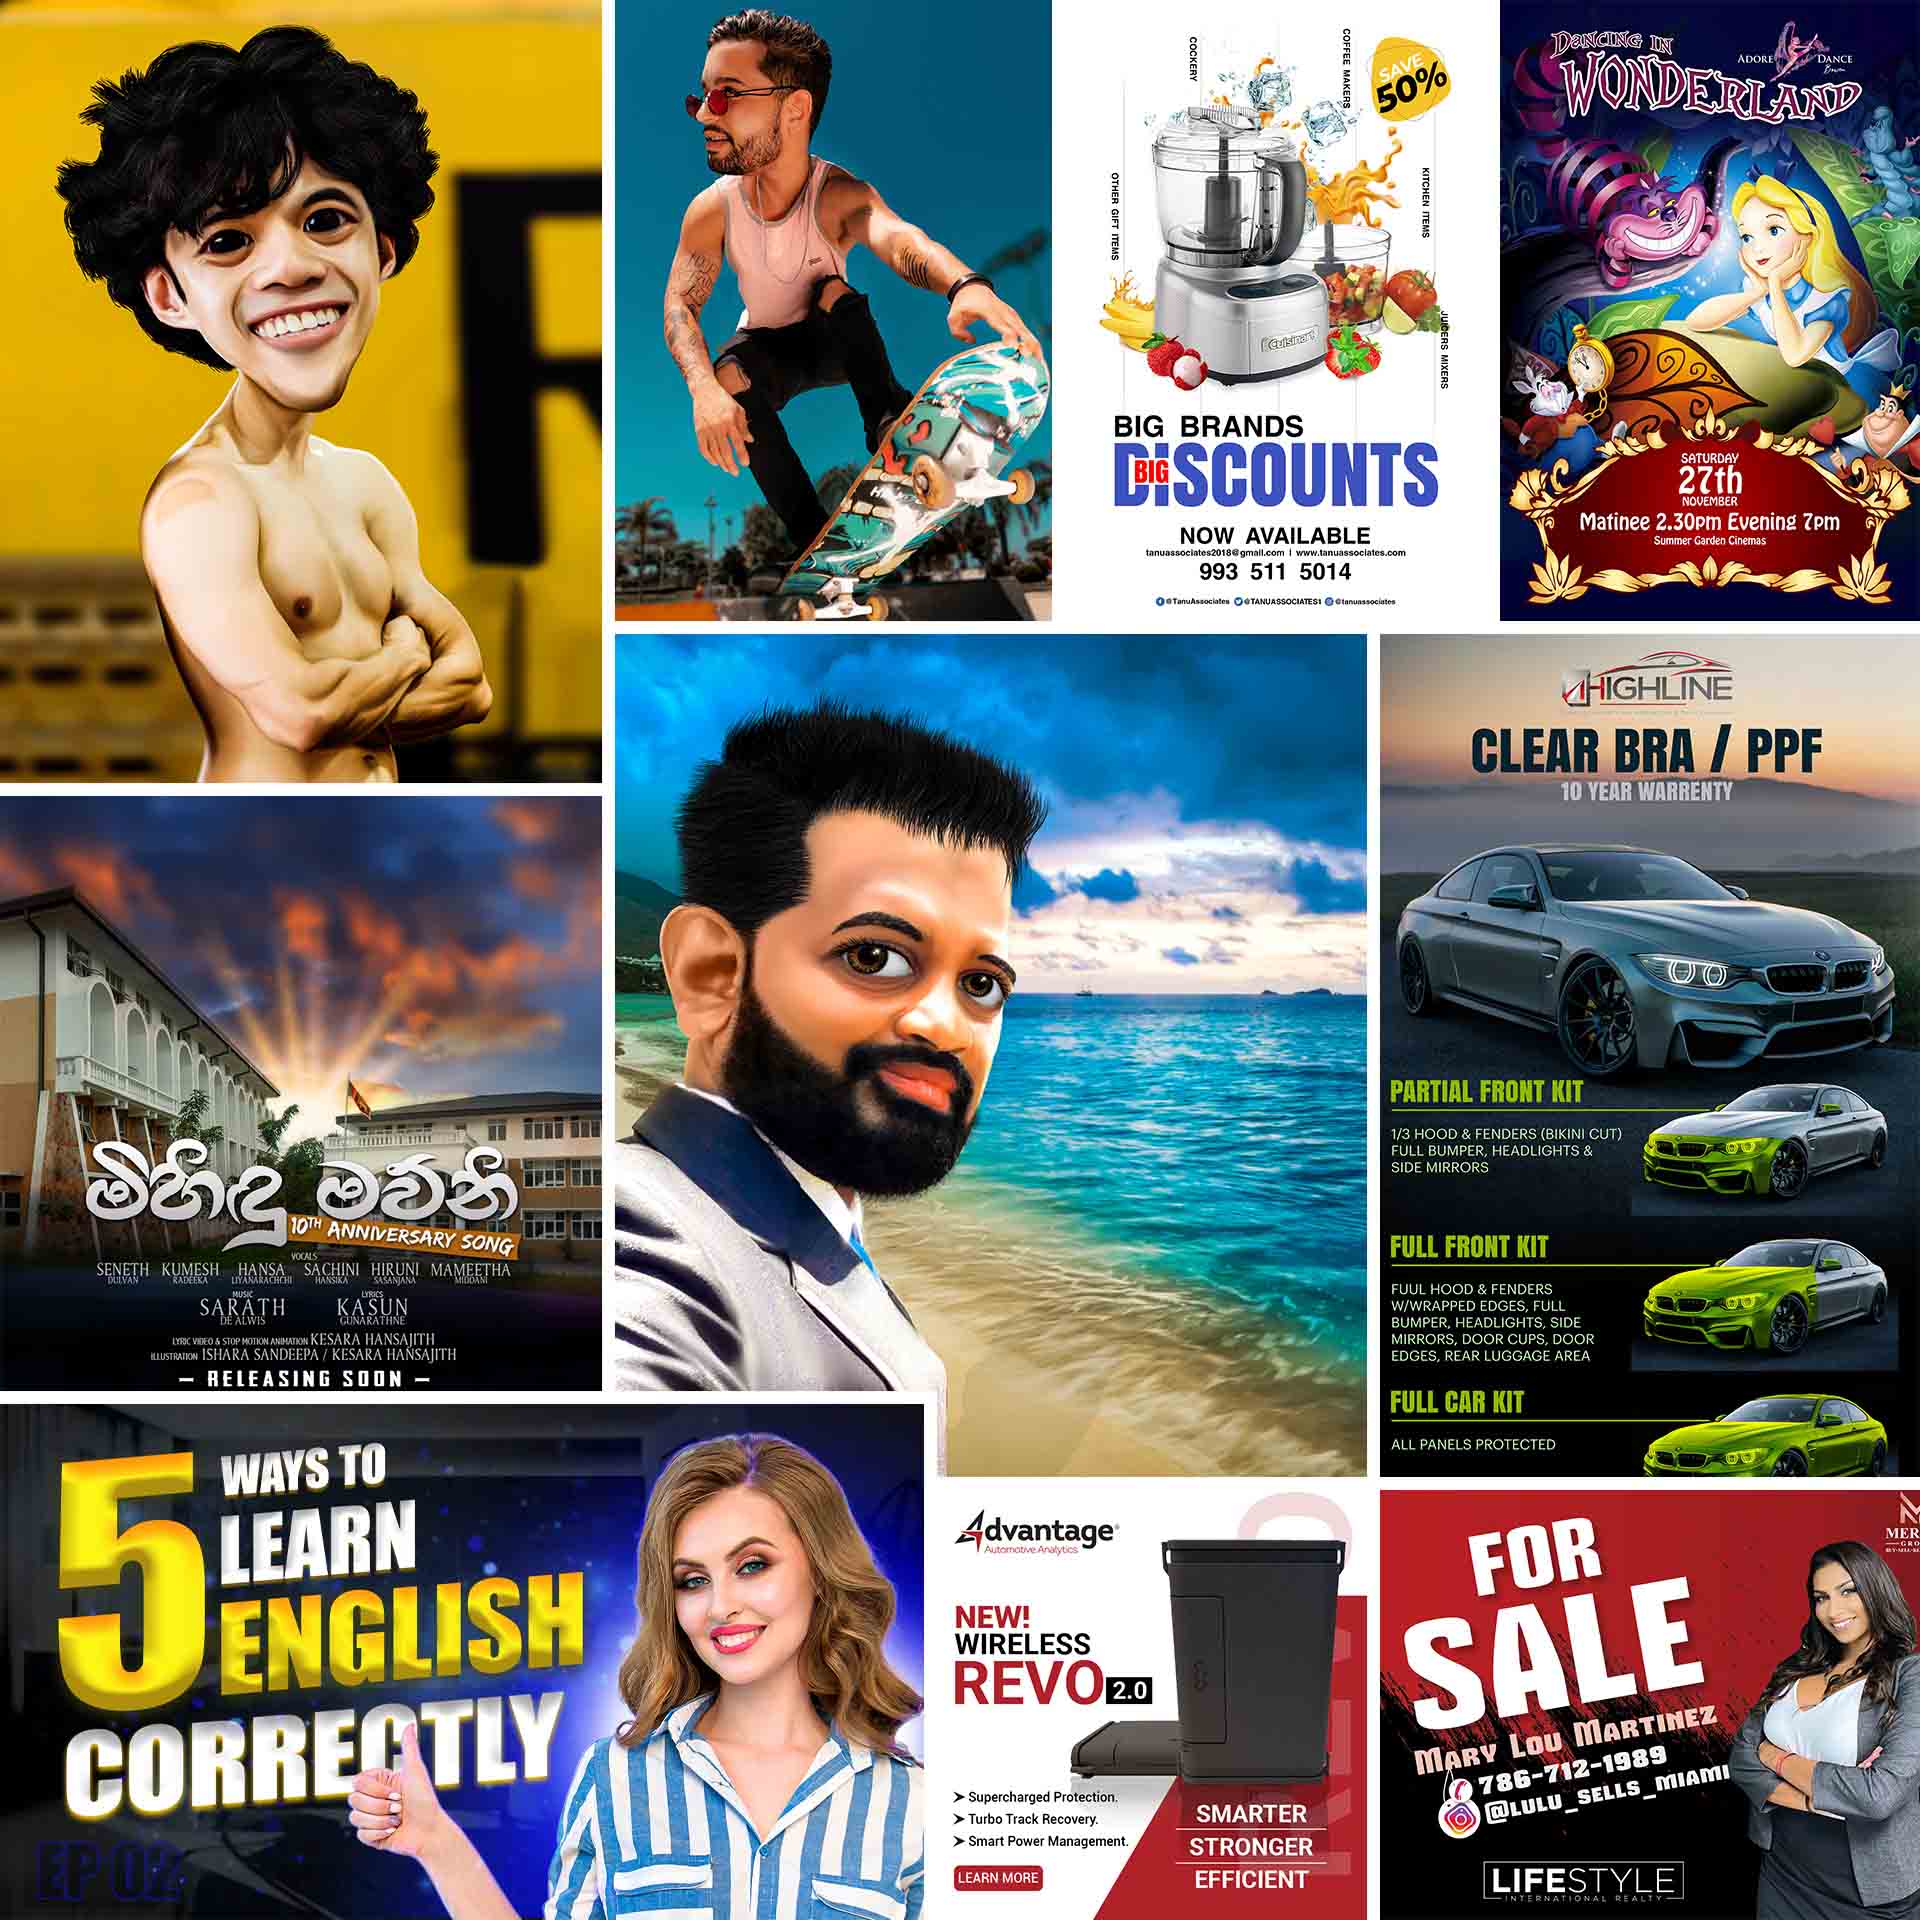 R
COCKERY
COFFEE MAKERS
SAVE
50%
OTHER GIFT ITEMS
KITCHEN ITEMS
JUICERS MIXERS
Cuisinart
BIG BRANDS
BIG
DISCOUNTS
NOW AVAILABLE
tanuassociates2018@gmail.com | www.tanuassociates.com
993 511 5014
@TanuAssociates @TANUASSOCIATES1 @tanuassociates
DANCING IN
WONDERLAND
ADORE DANCE
SATURDAY
27th
NOVEMBER
Matinee 2.30pm Evening 7pm
Summer Garden Cinemas
මිහිඳු මව්නි
10TH ANNIVERSARY SONG
VOCALS
SENETH KUMESH HANSA SACHINI HIRUNI MAMEETHA
DULVAN RADEEKA LIYANARACHCHI HANSIKA SASANJANA MIDDANI
MUSIC LYRICS
SARATH KASUN
DE ALWIS GUNARATHNE
LYRIC VIDEO & STOP MOTION ANIMATION KESARA HANSAJITH
ILLUSTRATION ISHARA SANDEEPA / KESARA HANSAJITH
– RELEASING SOON –
HIGHLINE
CLEAR BRA / PPF
10 YEAR WARRENTY
PARTIAL FRONT KIT
1/3 HOOD & FENDERS (BIKINI CUT)
FULL BUMPER, HEADLIGHTS &
SIDE MIRRORS
FULL FRONT KIT
FUUL HOOD & FENDERS
W/WRAPPED EDGES, FULL
BUMPER, HEADLIGHTS, SIDE
MIRRORS, DOOR CUPS, DOOR
EDGES, REAR LUGGAGE AREA
FULL CAR KIT
ALL PANELS PROTECTED
5 WAYS TO
LEARN
ENGLISH
CORRECTLY
EP 02
Advantage
Automotive Analytics
NEW!
WIRELESS
REVO 2.0
➤ Supercharged Protection.
➤ Turbo Track Recovery.
➤ Smart Power Management.
LEARN MORE
SMARTER
STRONGER
EFFICIENT
MER
GRO
FOR
SALE
MARY LOU MARTINEZ
786-712-1989
@LULU_SELLS_MIAMI
LIFESTYLE
INTERNATIONAL REALTY